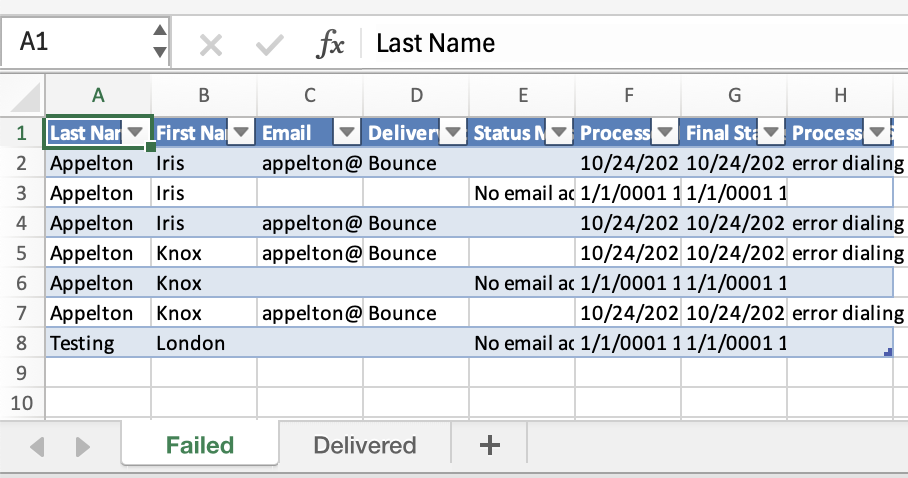 A1 fx Last Name
A B C D E F G H
1 Last Nar First Na Email Deliver Status M Process Final Sta Process
2 Appelton Iris appelton@ Bounce 10/24/202 10/24/202 error dialing
3 Appelton Iris No email ac 1/1/0001 1 1/1/0001 1
4 Appelton Iris appelton@ Bounce 10/24/202 10/24/202 error dialing
5 Appelton Knox appelton@ Bounce 10/24/202 10/24/202 error dialing
6 Appelton Knox No email ac 1/1/0001 1 1/1/0001 1
7 Appelton Knox appelton@ Bounce 10/24/202 10/24/202 error dialing
8 Testing London No email ac 1/1/0001 1 1/1/0001 1
9
10
Failed Delivered +